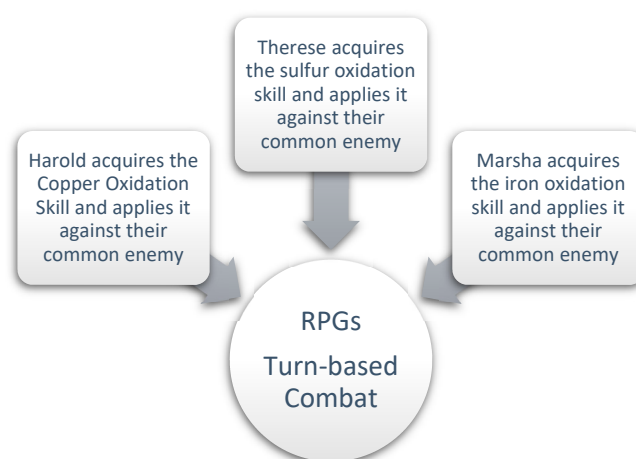 Therese acquires
the sulfur oxidation
skill and applies it
against their
common enemy
Harold acquires the
Copper Oxidation
Skill and applies it
against their
common enemy
Marsha acquires
the iron oxidation
skill and applies it
against their
common enemy
RPGs
Turn-based
Combat